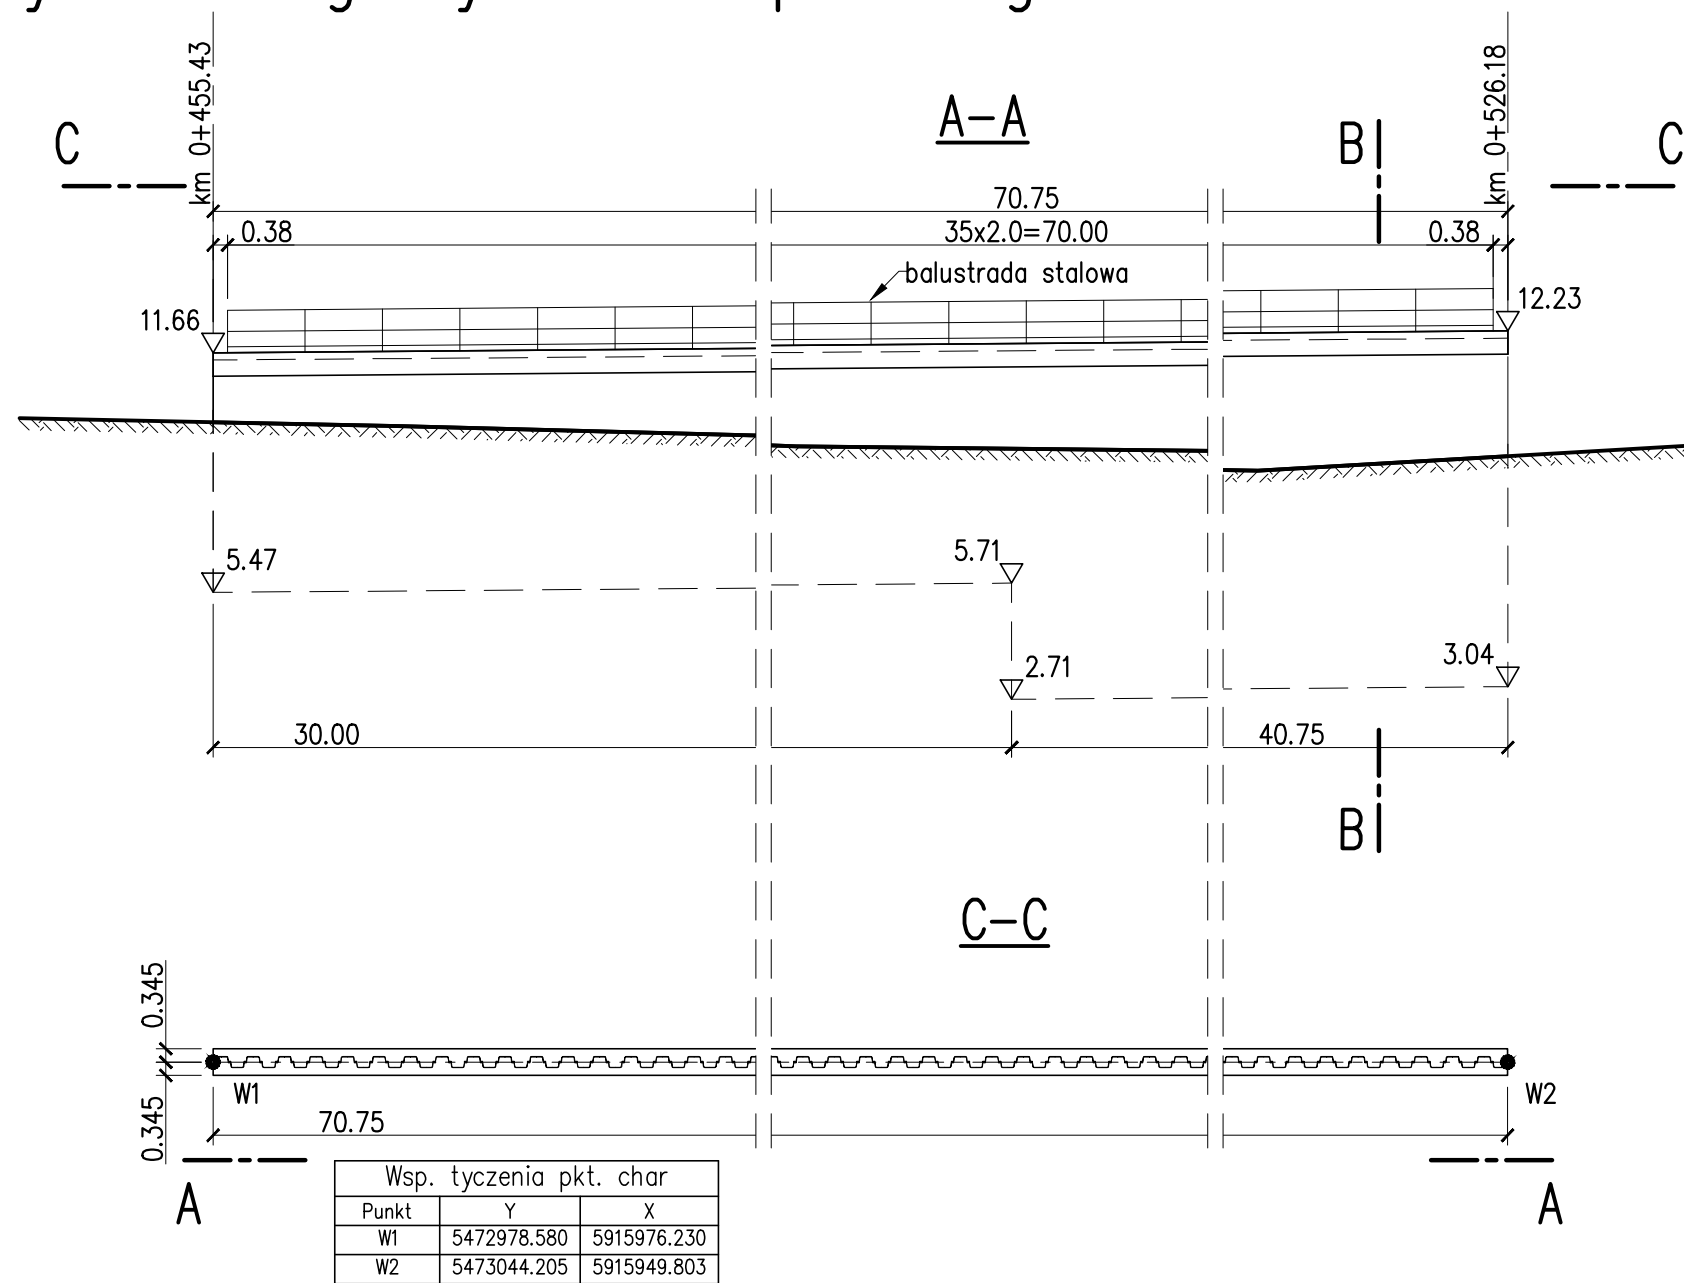 km 0+455.43
km 0+526.18
A-A
C
B
C
70.75
0.38
35x2.0=70.00
0.38
balustrada stalowa
11.66
12.23
5.47
5.71
2.71
3.04
30.00
40.75
B
C-C
0.345
0.345
W1
W2
70.75
A
A
Wsp. tyczenia pkt. char
Punkt Y X
W1 5472978.580 5915976.230
W2 5473044.205 5915949.803